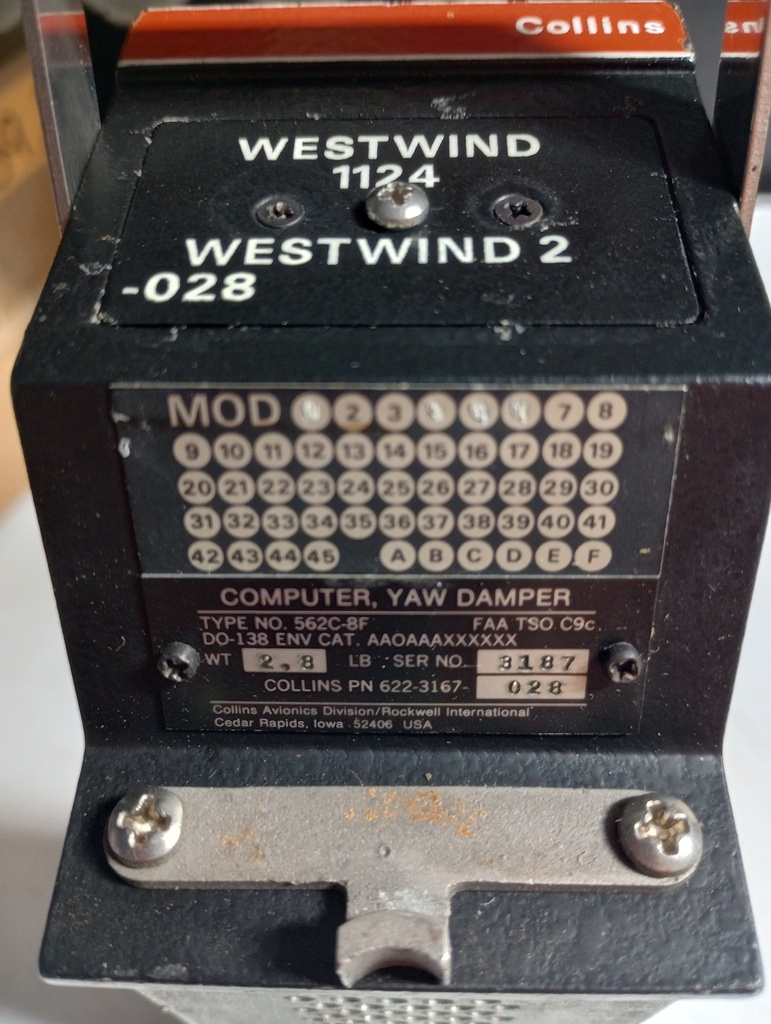 Collins
WESTWIND
1124
WESTWIND 2
-028
MOD 2 3 7 8
9 10 11 12 13 14 15 16 17 18 19
20 21 22 23 24 25 26 27 28 29 30
31 32 33 34 35 36 37 38 39 40 41
42 43 44 45 A B C D E F
COMPUTER, YAW DAMPER
TYPE NO. 562C-8F FAA TSO C9c
DO-138 ENV CAT. AAOAAAXXXXXX
WT 2.8 LB SER NO. 3187
COLLINS PN 622-3167- 028
Collins Avionics Division/Rockwell International
Cedar Rapids, Iowa 52406 USA